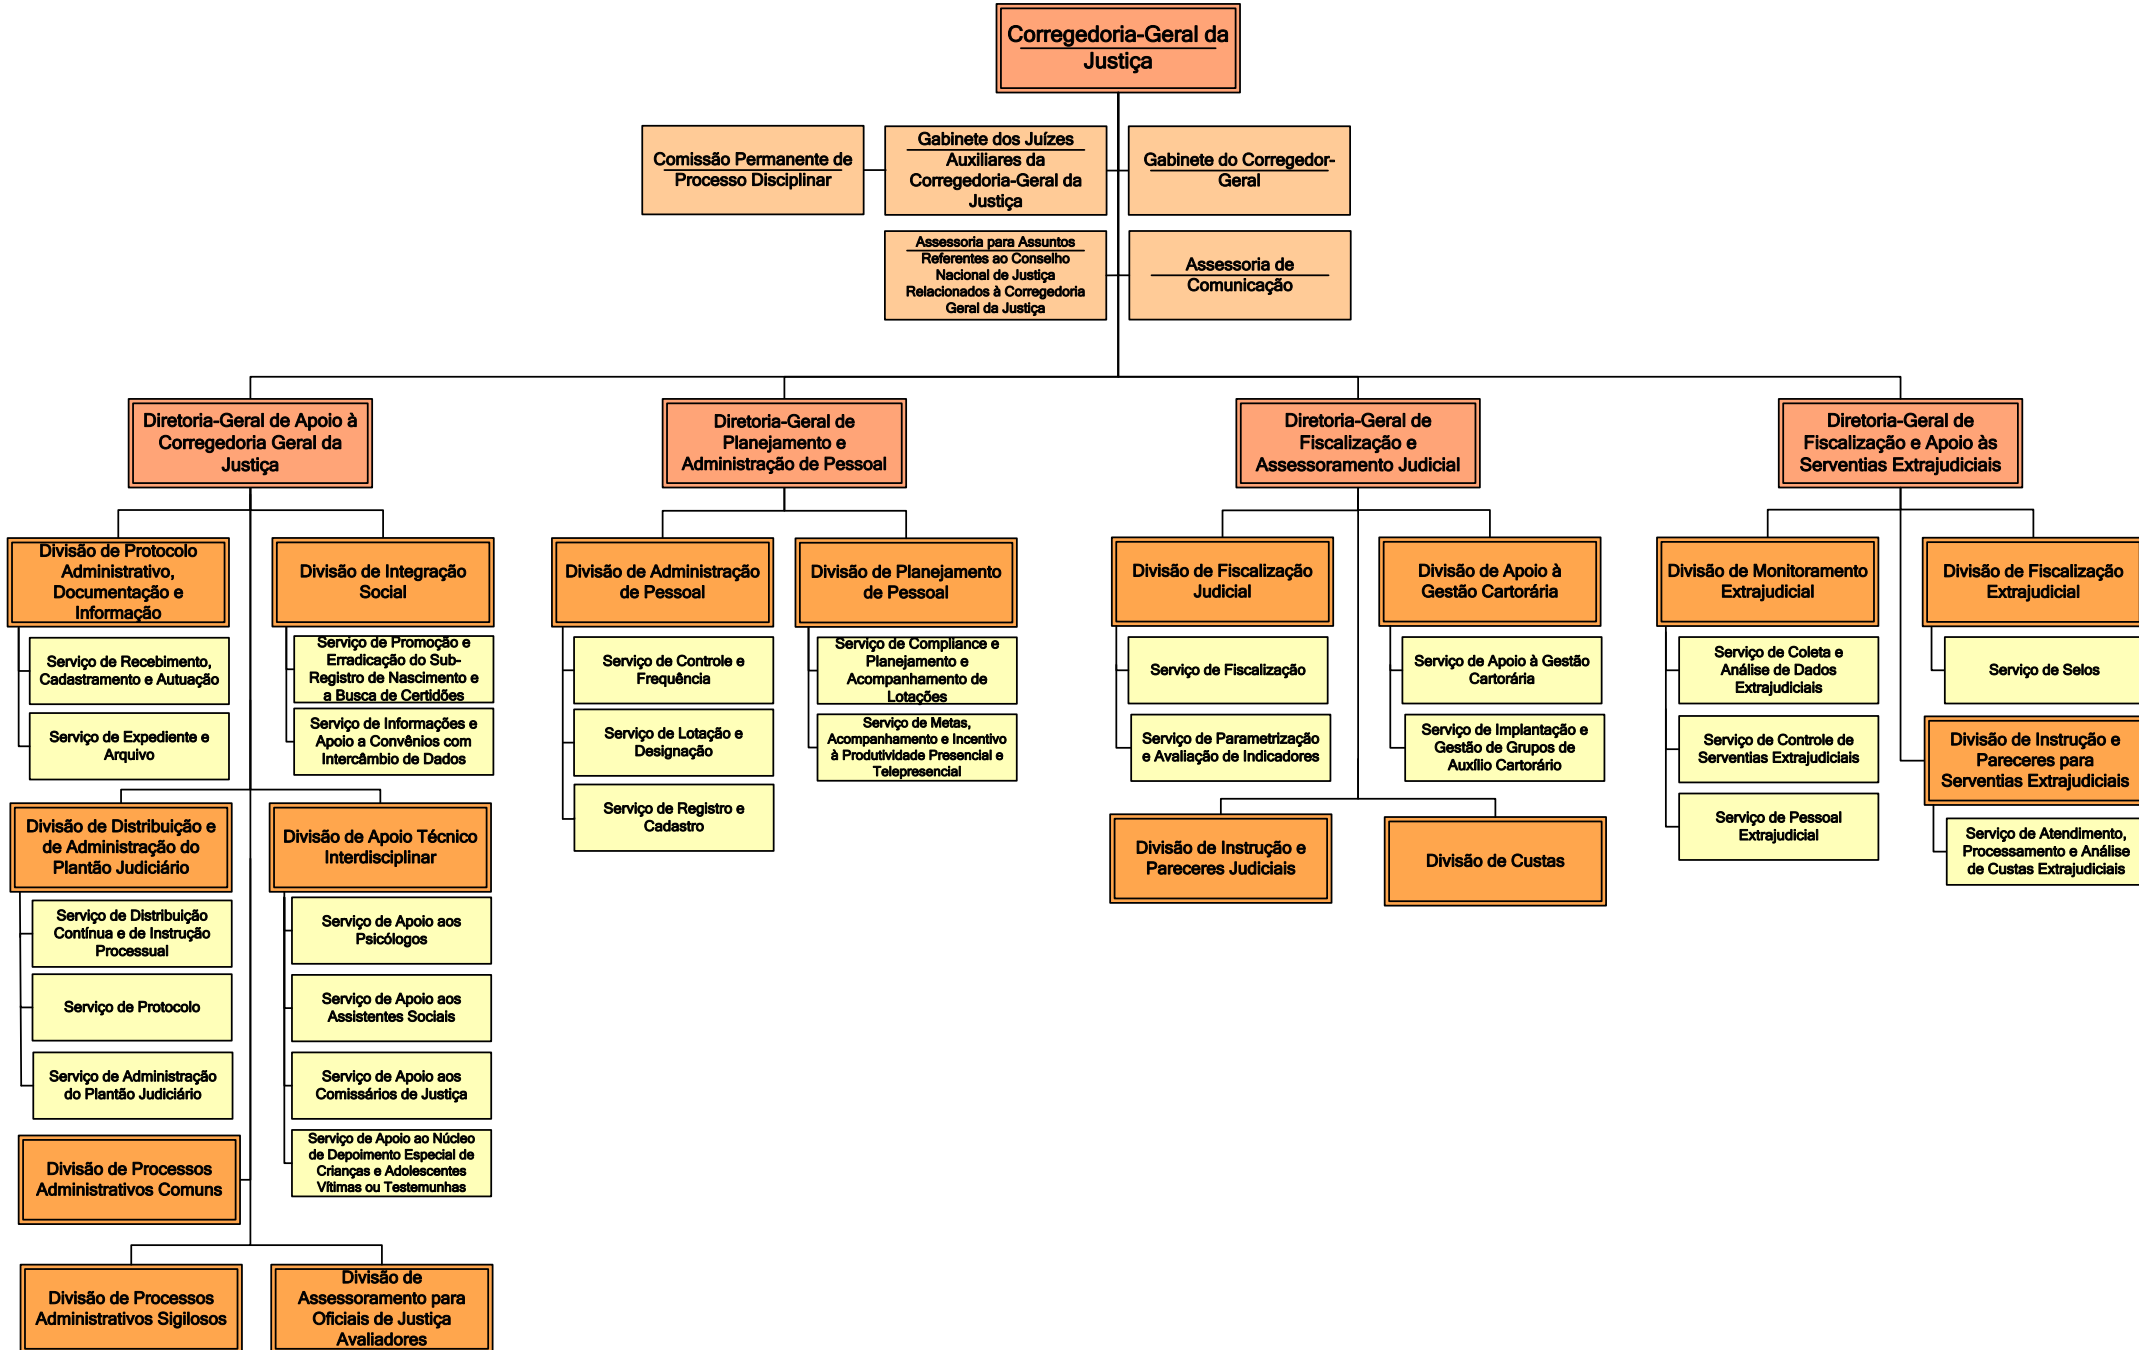 Corregedoria-Geral da
Justiça
Comissão Permanente de
Processo Disciplinar
Gabinete dos Juízes
Auxiliares da
Corregedoria-Geral da
Justiça
Gabinete do Corregedor-
Geral
Assessoria para Assuntos
Referentes ao Conselho
Nacional de Justiça
Relacionados à Corregedoria
Geral da Justiça
Assessoria de
Comunicação
Diretoria-Geral de Apoio à
Corregedoria Geral da
Justiça
Diretoria-Geral de
Planejamento e
Administração de Pessoal
Diretoria-Geral de
Fiscalização e
Assessoramento Judicial
Diretoria-Geral de
Fiscalização e Apoio às
Serventias Extrajudiciais
Divisão de Protocolo
Administrativo,
Documentação e
Informação
Serviço de Recebimento,
Cadastramento e Autuação
Serviço de Expediente e
Arquivo
Divisão de Integração
Social
Serviço de Promoção e
Erradicação do Sub-
Registro de Nascimento e
a Busca de Certidões
Serviço de Informações e
Apoio a Convênios com
Intercâmbio de Dados
Divisão de Distribuição e
de Administração do
Plantão Judiciário
Serviço de Distribuição
Contínua e de Instrução
Processual
Serviço de Protocolo
Serviço de Administração
do Plantão Judiciário
Divisão de Apoio Técnico
Interdisciplinar
Serviço de Apoio aos
Psicólogos
Serviço de Apoio aos
Assistentes Sociais
Serviço de Apoio aos
Comissários de Justiça
Serviço de Apoio ao Núcleo
de Depoimento Especial de
Crianças e Adolescentes
Vítimas ou Testemunhas
Divisão de Processos
Administrativos Comuns
Divisão de Processos
Administrativos Sigilosos
Divisão de
Assessoramento para
Oficiais de Justiça
Avaliadores
Divisão de Administração
de Pessoal
Serviço de Controle e
Frequência
Serviço de Lotação e
Designação
Serviço de Registro e
Cadastro
Divisão de Planejamento
de Pessoal
Serviço de Compliance e
Planejamento e
Acompanhamento de
Lotações
Serviço de Metas,
Acompanhamento e Incentivo
à Produtividade Presencial e
Telepresencial
Divisão de Fiscalização
Judicial
Serviço de Fiscalização
Serviço de Parametrização
e Avaliação de Indicadores
Divisão de Apoio à
Gestão Cartorária
Serviço de Apoio à Gestão
Cartorária
Serviço de Implantação e
Gestão de Grupos de
Auxílio Cartorário
Divisão de Instrução e
Pareceres Judiciais
Divisão de Custas
Divisão de Monitoramento
Extrajudicial
Serviço de Coleta e
Análise de Dados
Extrajudiciais
Serviço de Controle de
Serventias Extrajudiciais
Serviço de Pessoal
Extrajudicial
Divisão de Fiscalização
Extrajudicial
Serviço de Selos
Divisão de Instrução e
Pareceres para
Serventias Extrajudiciais
Serviço de Atendimento,
Processamento e Análise
de Custas Extrajudiciais